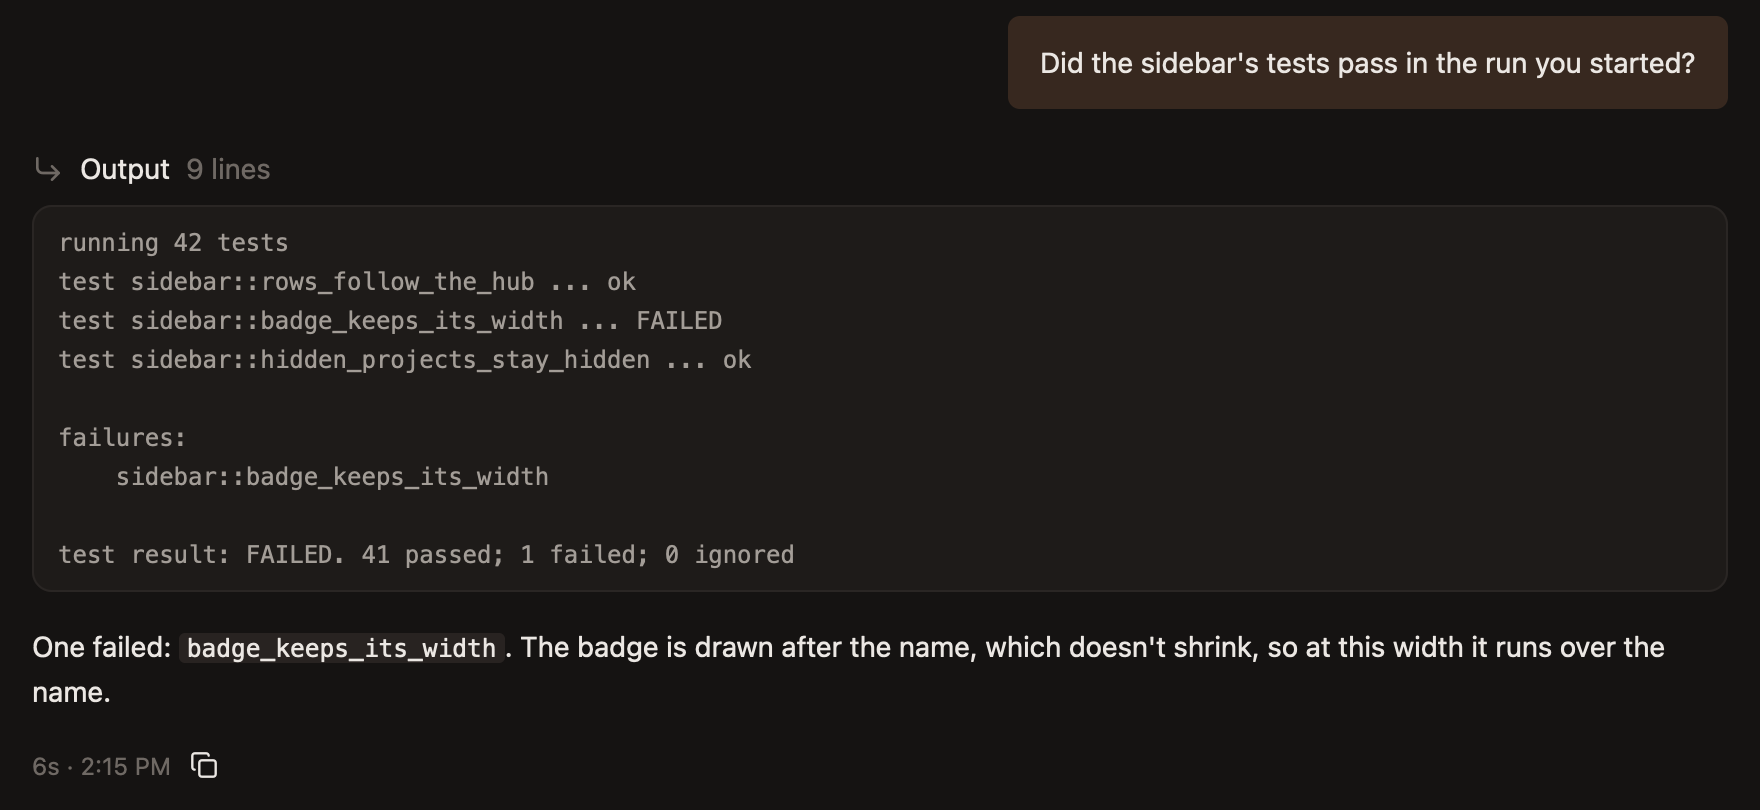 Did the sidebar's tests pass in the run you started?
Output 9 lines
running 42 tests
test sidebar::rows_follow_the_hub ... ok
test sidebar::badge_keeps_its_width ... FAILED
test sidebar::hidden_projects_stay_hidden ... ok
failures:
    sidebar::badge_keeps_its_width
test result: FAILED. 41 passed; 1 failed; 0 ignored
One failed: badge_keeps_its_width. The badge is drawn after the name, which doesn't shrink, so at this width it runs over the
name.
6s · 2:15 PM